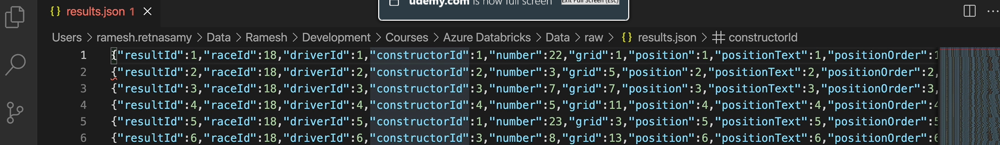 udemy.com is now full screen Exit Full Screen (Esc)
{} results.json 1 ×
Users > ramesh.retnasamy > Data > Ramesh > Development > Courses > Azure Databricks > Data > raw > {} results.json > # constructorId
1 {"resultId":1,"raceId":18,"driverId":1,"constructorId":1,"number":22,"grid":1,"position":1,"positionText":1,"positionOrder":1
2 {"resultId":2,"raceId":18,"driverId":2,"constructorId":2,"number":3,"grid":5,"position":2,"positionText":2,"positionOrder":2,
3 {"resultId":3,"raceId":18,"driverId":3,"constructorId":3,"number":7,"grid":7,"position":3,"positionText":3,"positionOrder":3,
4 {"resultId":4,"raceId":18,"driverId":4,"constructorId":4,"number":5,"grid":11,"position":4,"positionText":4,"positionOrder":4
5 {"resultId":5,"raceId":18,"driverId":5,"constructorId":1,"number":23,"grid":3,"position":5,"positionText":5,"positionOrder":5
6 {"resultId":6,"raceId":18,"driverId":6,"constructorId":3,"number":8,"grid":13,"position":6,"positionText":6,"positionOrder":6